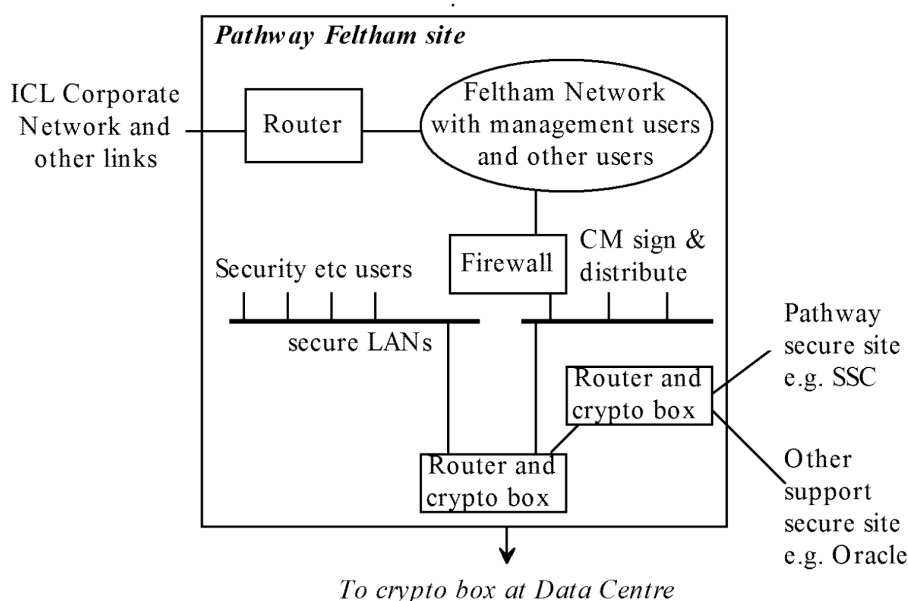 Pathway Feltham site
ICL Corporate
Network and
other links
Router
Feltham Network
with management users
and other users
Firewall
CM sign &
distribute
Security etc users
secure LANs
Router and
crypto box
Pathway
secure site
e.g. SSC
Router and
crypto box
Other
support
secure site
e.g. Oracle
To crypto box at Data Centre